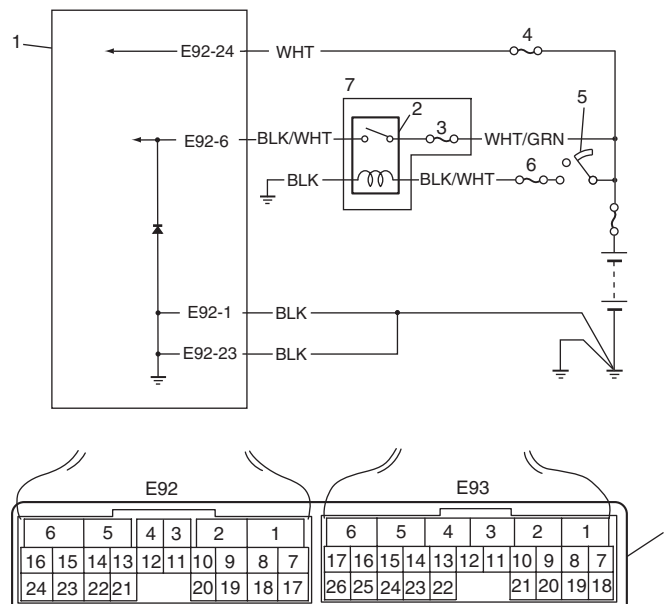 1
E92-24 WHT
4
7
2
5
E92-6 BLK/WHT
3
WHT/GRN
BLK
BLK/WHT
6
E92-1 BLK
E92-23 BLK
E92 E93
6 5 4 3 2 1 6 5 4 3 2 1
16 15 14 13 12 11 10 9 8 7 17 16 15 14 13 12 11 10 9 8 7
24 23 22 21 20 19 18 17 26 25 24 23 22 21 20 19 18